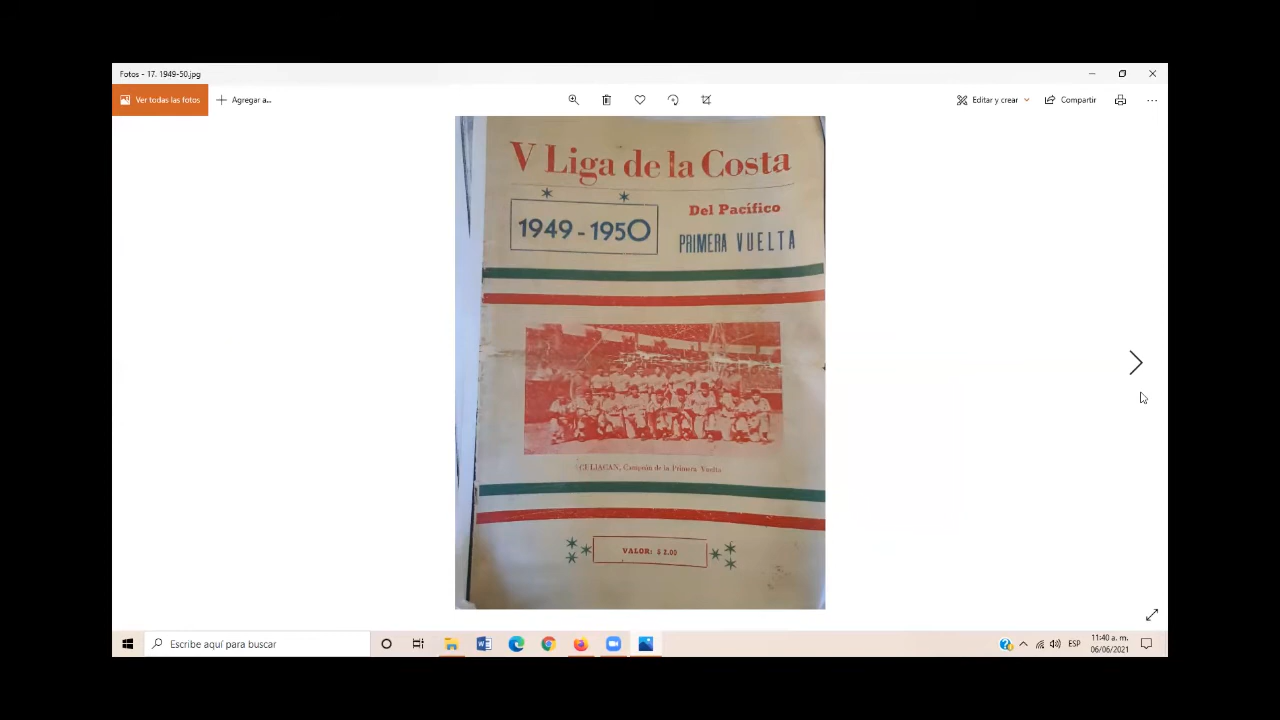 Fotos - 17. 1949-50.jpg
Ver todas las fotos
Agregar a...
Editar y crear
Compartir
V Liga de la Costa
Del Pacífico
1949 - 1950
PRIMERA VUELTA
CULIACAN, Campeón de la Primera Vuelta
VALOR: $ 2.00
Escribe aquí para buscar
ESP
11:40 a. m.
06/06/2021